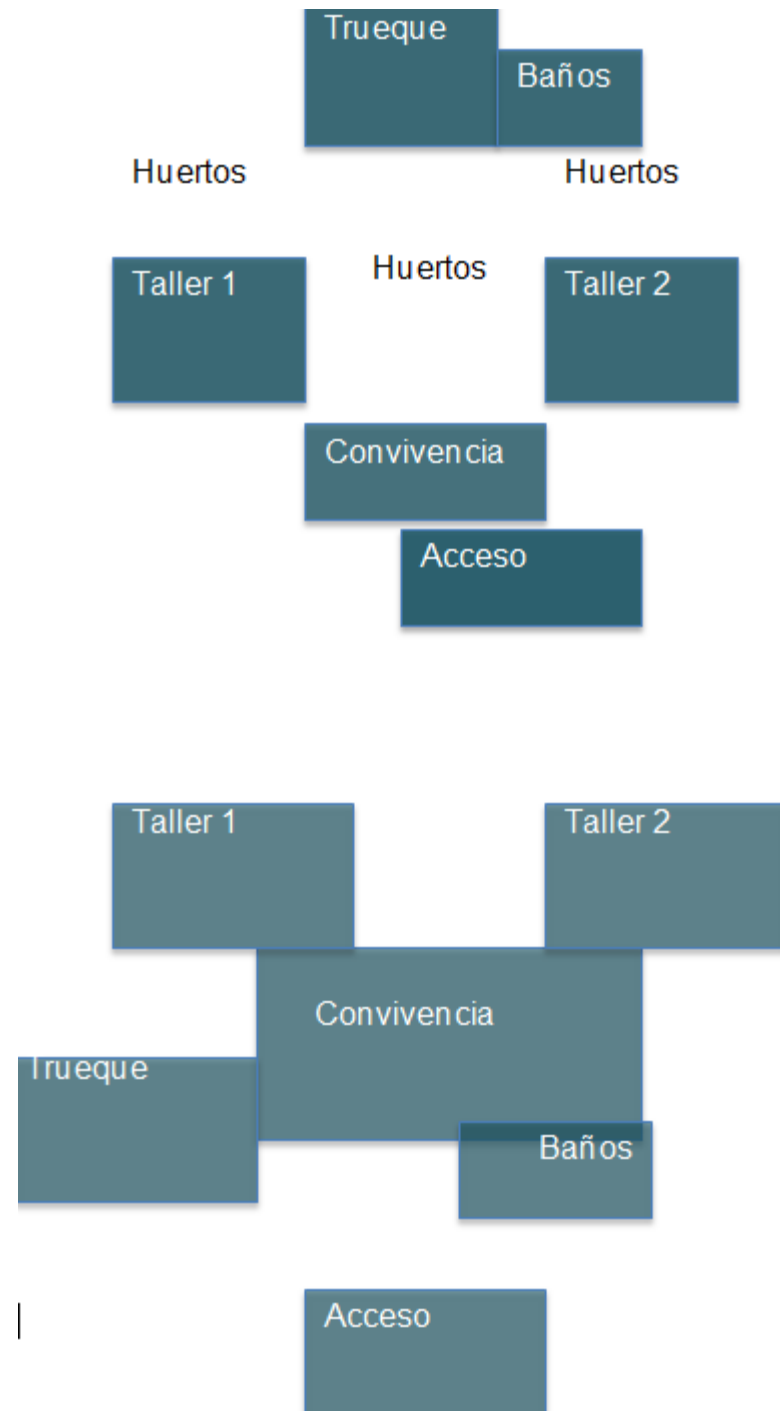 Trueque
Baños
Huertos
Huertos
Huertos
Taller 1
Taller 2
Convivencia
Acceso
Taller 1
Taller 2
Convivencia
Trueque
Baños
Acceso